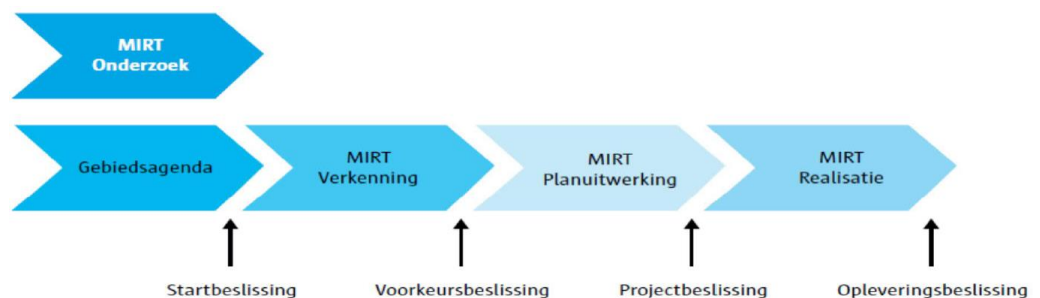 MIRT
Onderzoek
Gebiedsagenda
MIRT
Verkenning
MIRT
Planuitwerking
MIRT
Realisatie
Startbeslissing
Voorkeursbeslissing
Projectbeslissing
Opleveringsbeslissing